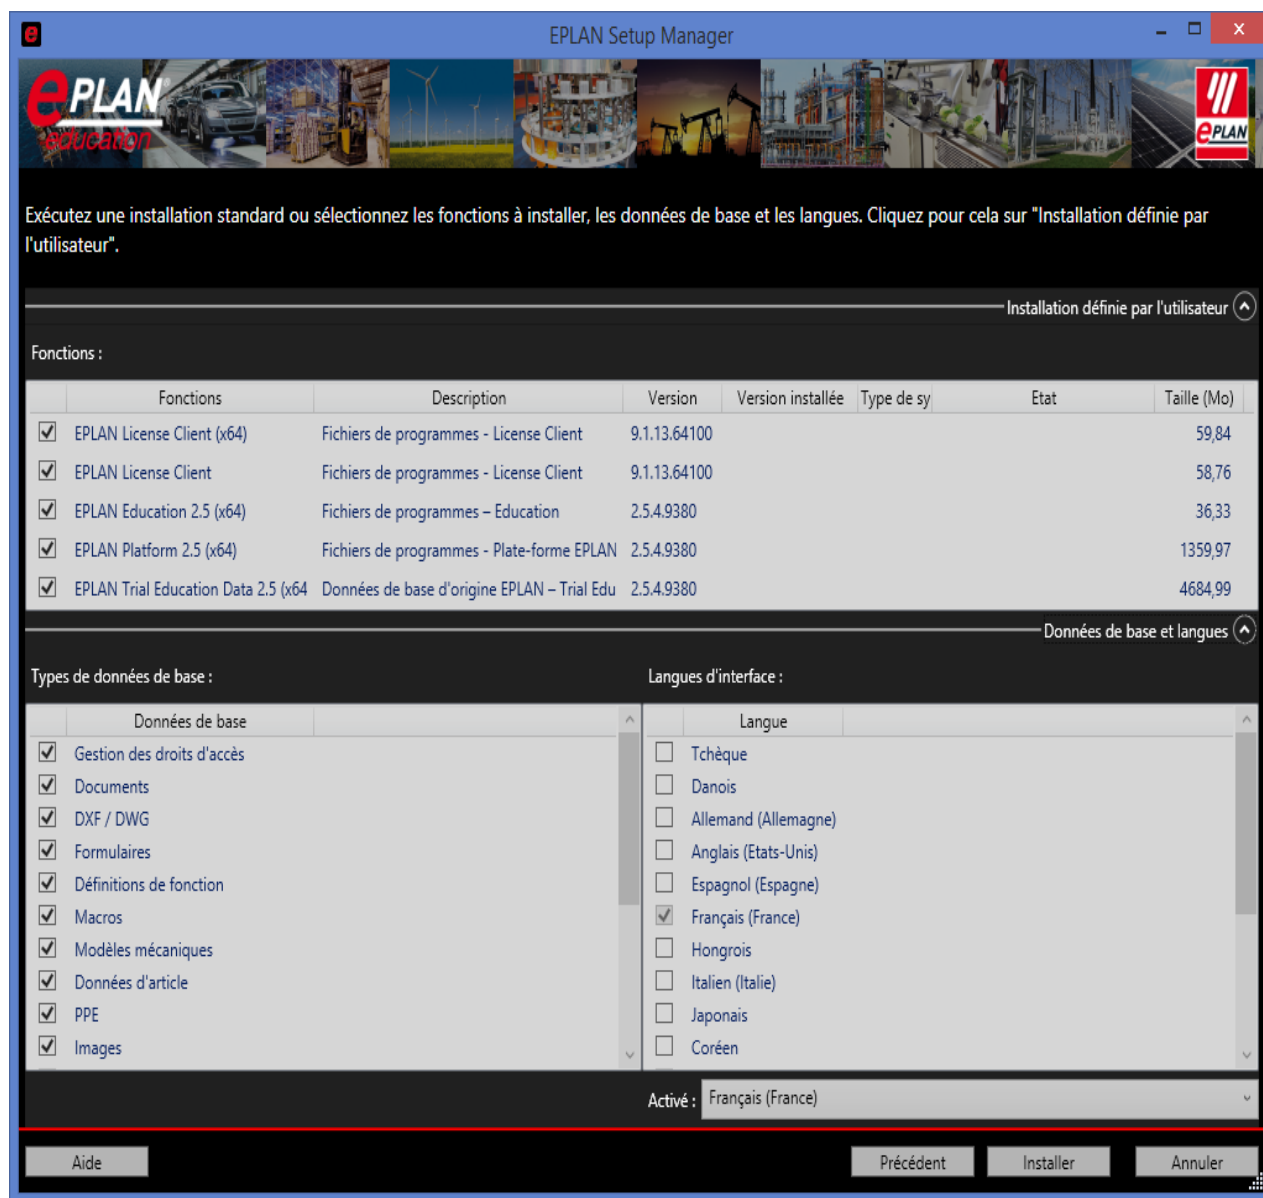 EPLAN Setup Manager
ePLAN
education
ePLAN
Exécutez une installation standard ou sélectionnez les fonctions à installer, les données de base et les langues. Cliquez pour cela sur "Installation définie par
l'utilisateur".
Installation définie par l'utilisateur
Fonctions :
Fonctions Description Version Version installée Type de sy Etat Taille (Mo)
EPLAN License Client (x64) Fichiers de programmes - License Client 9.1.13.64100 59,84
EPLAN License Client Fichiers de programmes - License Client 9.1.13.64100 58,76
EPLAN Education 2.5 (x64) Fichiers de programmes – Education 2.5.4.9380 36,33
EPLAN Platform 2.5 (x64) Fichiers de programmes - Plate-forme EPLAN 2.5.4.9380 1359,97
EPLAN Trial Education Data 2.5 (x64 Données de base d'origine EPLAN – Trial Edu 2.5.4.9380 4684,99
Données de base et langues
Types de données de base :
Données de base
Gestion des droits d'accès
Documents
DXF / DWG
Formulaires
Définitions de fonction
Macros
Modèles mécaniques
Données d'article
PPE
Images
Langues d'interface :
Langue
Tchèque
Danois
Allemand (Allemagne)
Anglais (Etats-Unis)
Espagnol (Espagne)
Français (France)
Hongrois
Italien (Italie)
Japonais
Coréen
Activé : Français (France)
Aide Précédent Installer Annuler